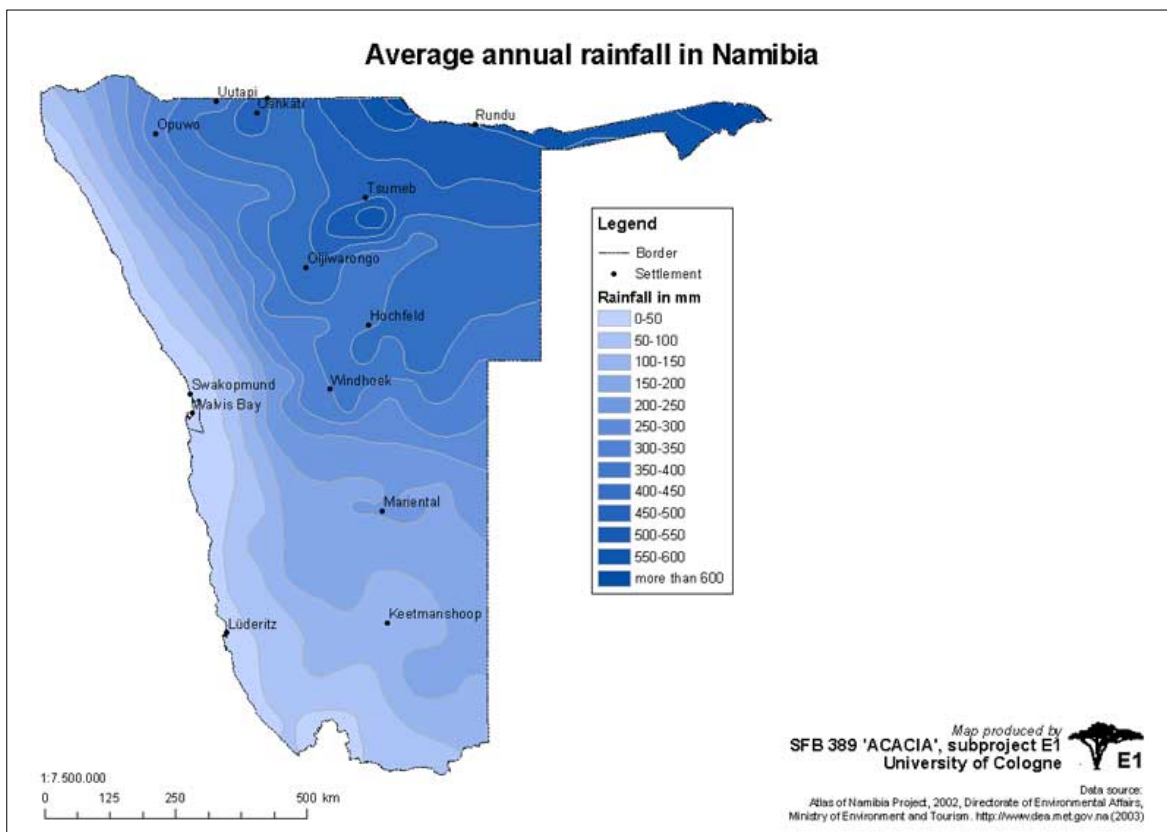 Average annual rainfall in Namibia
Uutapi
Oshkati
Rundu
Opuwo
Tsumeb
Otjiwarongo
Hochfeld
Windhoek
Swakopmund
Walvis Bay
Mariental
Keetmanshoop
Lüderitz
Legend
Border
Settlement
Rainfall in mm
0-50
50-100
100-150
150-200
200-250
250-300
300-350
350-400
400-450
450-500
500-550
550-600
more than 600
1:7.500.000
0 125 250 500 km
Map produced by
SFB 389 'ACACIA', subproject E1
University of Cologne
E1
Data source:
Atlas of Namibia Project, 2002, Directorate of Environmental Affairs,
Ministry of Environment and Tourism. http://www.dea.met.gov.na (2003)